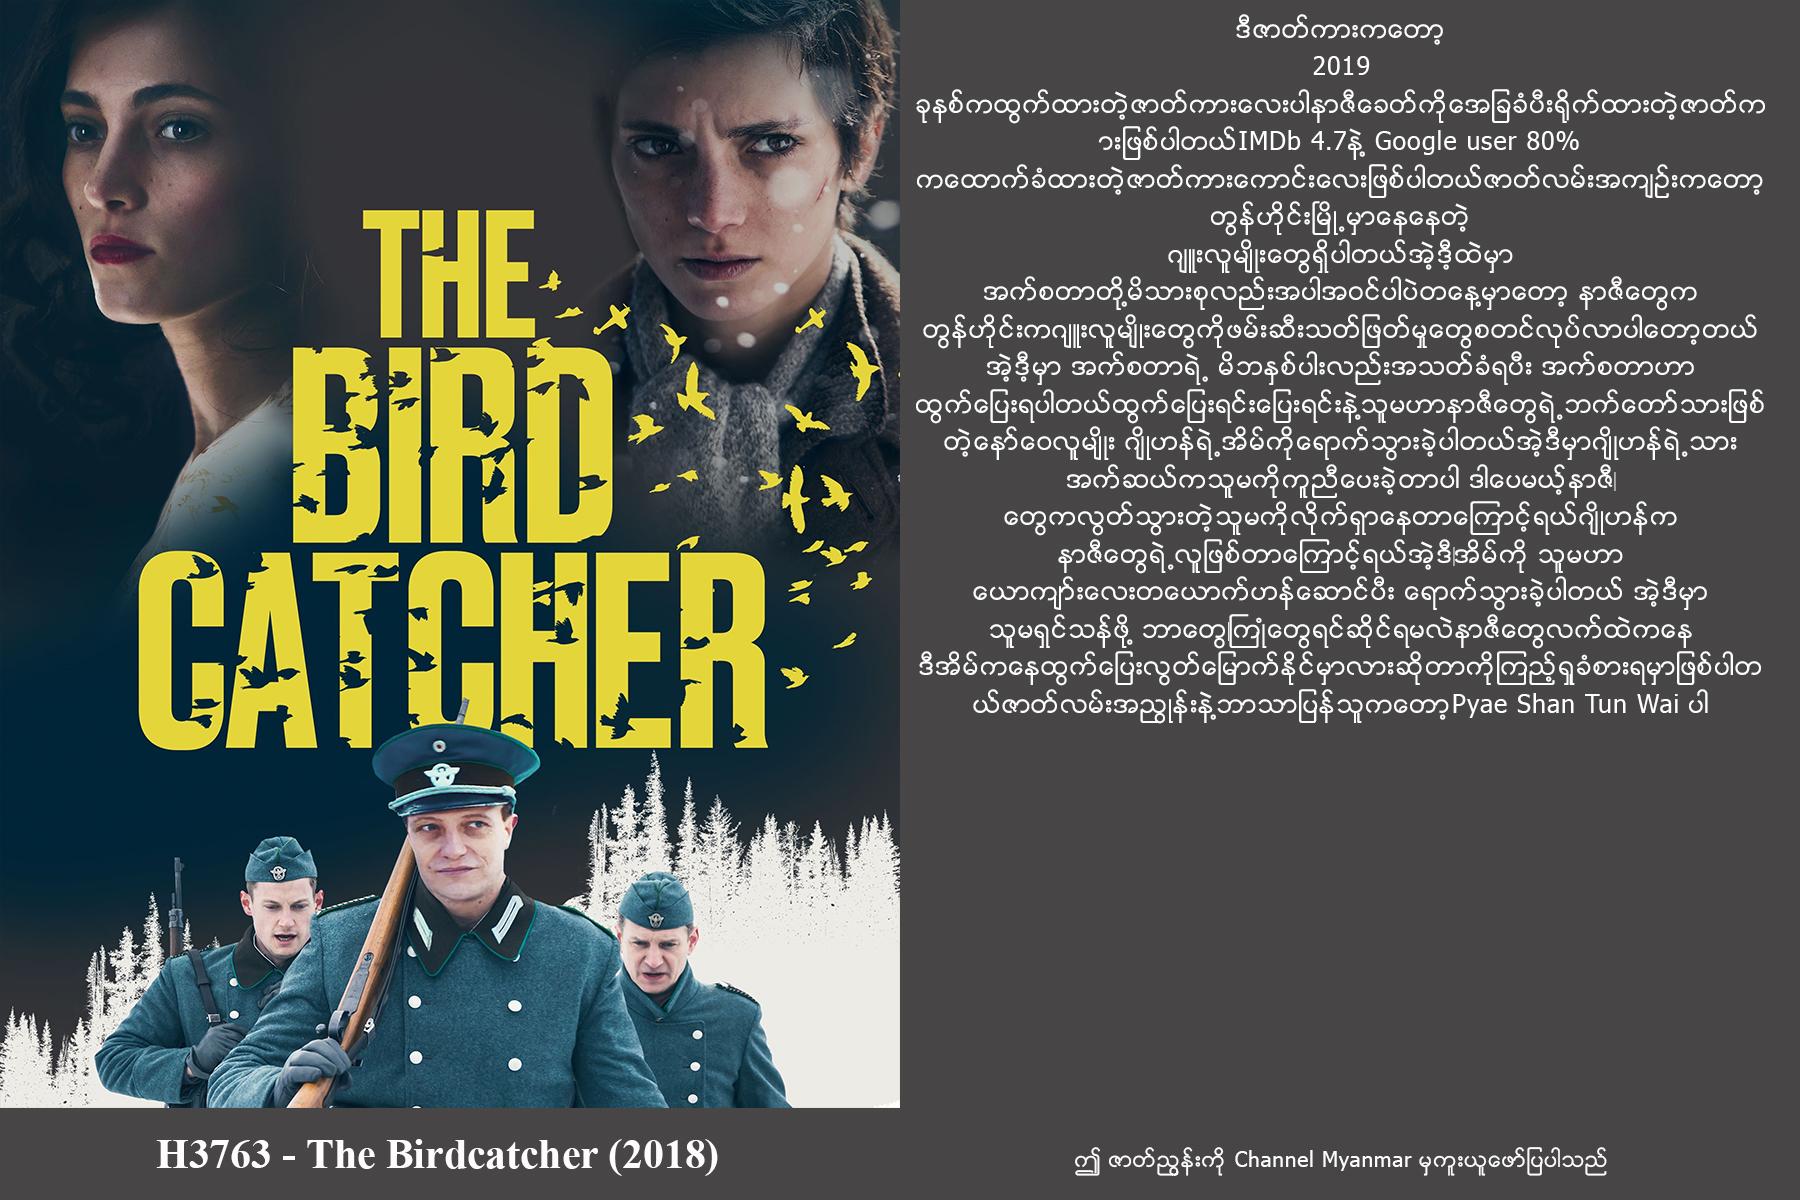 THE
BIRD
CATCHER
H3763 - The Birdcatcher (2018)
ဒီဇာတ်ကားကတော့
2019
ခုနှစ်ကထွက်ထားတဲ့ဇာတ်ကားလေးပါနာဇီခေတ်ကိုအေခြခံပီးရိုက်ထားတဲ့ဇာတ်က
ားဖြစ်ပါတယ်IMDb 4.7နဲ့ Google user 80%
ကထောက်ခံထားတဲ့ဇာတ်ကားကောင်းလေးဖြစ်ပါတယ်ဇာတ်လမ်းအကျဉ်းကတော့
တွန်ဟိုင်းမြို့မှာနေနေတဲ့
ဂျူးလူမျိုးတွေရှိပါတယ်အဲ့ဒီ့ထဲမှာ
အက်စတာတို့မိသားစုလည်းအပါအဝင်ပါပဲတနေ့မှာတော့ နာဇီတွေက
တွန်ဟိုင်းကဂျူးလူမျိုးတွေကိုဖမ်းဆီးသတ်ဖြတ်မှုတွေစတင်လုပ်လာပါတော့တယ်
အဲ့ဒီ့မှာ အက်စတာရဲ့ မိဘနှစ်ပါးလည်းအသတ်ခံရပီး အက်စတာဟာ
ထွက်ပြေးရပါတယ်ထွက်ပြေးရင်းပြေးရင်းနဲ့သူမဟာနာဇီတွေရဲ့ဘက်တော်သားဖြစ်
တဲ့နော်ဝေလူမျိုး ဂျိုဟန်ရဲ့အိမ်ကိုရောက်သွားခဲ့ပါတယ်အဲ့ဒီမှာဂျိုဟန်ရဲ့သား
အက်ဆယ်ကသူမကိုကူညီပေးခဲ့တာပါ ဒါပေမယ့်နာဇီ
တွေကလွတ်သွားတဲ့သူမကိုလိုက်ရှာနေတာကြောင့်ရယ်ဂျိုဟန်က
နာဇီတွေရဲ့လူဖြစ်တာကြောင့်ရယ်အဲ့ဒီအိမ်ကို သူမဟာ
ယောကျာ်းလေးတယောက်ဟန်ဆောင်ပီး ရောက်သွားခဲ့ပါတယ် အဲ့ဒီ့မှာ
သူမရှင်သန်ဖို့ ဘာတွေကြုံတွေရင်ဆိုင်ရမလဲနာဇီတွေလက်ထဲကနေ
ဒီအိမ်ကနေထွက်ပြေးလွတ်မြောက်နိုင်မှာလားဆိုတာကိုကြည့်ရှုခံစားရမှာဖြစ်ပါတ
ယ်ဇာတ်လမ်းအညွှန်းနဲ့ဘာသာပြန်သူကတော့Pyae Shan Tun Wai ပါ
ဤ ဇာတ်ညွှန်းကို Channel Myanmar မှကူးယူဖော်ပြပါသည်